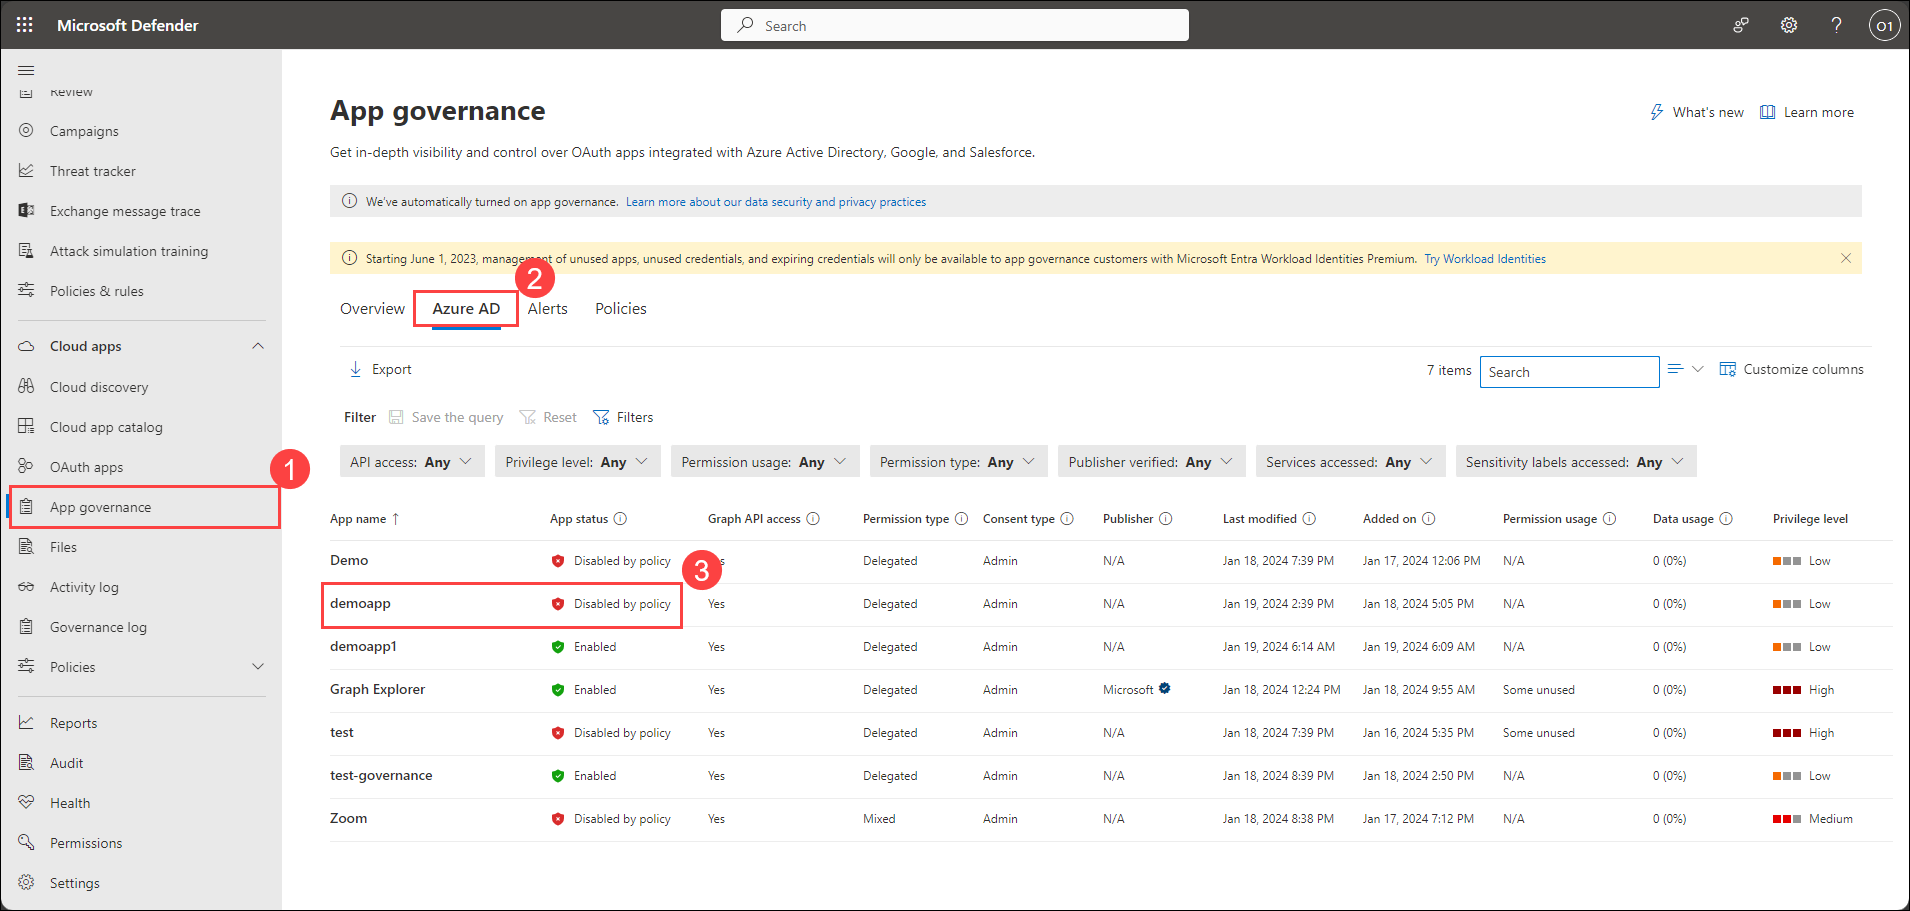 Microsoft Defender
Search
O1
Review
Campaigns
Threat tracker
Exchange message trace
Attack simulation training
Policies & rules
Cloud apps
Cloud discovery
Cloud app catalog
OAuth apps
1
App governance
Files
Activity log
Governance log
Policies
Reports
Audit
Health
Permissions
Settings
App governance
What's new Learn more
Get in-depth visibility and control over OAuth apps integrated with Azure Active Directory, Google, and Salesforce.
We've automatically turned on app governance. Learn more about our data security and privacy practices
Starting June 1, 2023, management of unused apps, unused credentials, and expiring credentials will only be available to app governance customers with Microsoft Entra Workload Identities Premium. Try Workload Identities
2
Overview Azure AD Alerts Policies
Export 7 items Search Customize columns
Filter Save the query Reset Filters
API access: Any Privilege level: Any Permission usage: Any Permission type: Any Publisher verified: Any Services accessed: Any Sensitivity labels accessed: Any
App name ↑ App status Graph API access Permission type Consent type Publisher Last modified Added on Permission usage Data usage Privilege level
Demo Disabled by policy Delegated Admin N/A Jan 18, 2024 7:39 PM Jan 17, 2024 12:06 PM N/A 0 (0%) Low
3
demoapp Disabled by policy Yes Delegated Admin N/A Jan 19, 2024 2:39 PM Jan 18, 2024 5:05 PM N/A 0 (0%) Low
demoapp1 Enabled Yes Delegated Admin N/A Jan 19, 2024 6:14 AM Jan 19, 2024 6:09 AM N/A 0 (0%) Low
Graph Explorer Enabled Yes Delegated Admin Microsoft Jan 18, 2024 12:24 PM Jan 18, 2024 9:55 AM Some unused 0 (0%) High
test Disabled by policy Yes Delegated Admin N/A Jan 18, 2024 7:39 PM Jan 16, 2024 5:35 PM Some unused 0 (0%) High
test-governance Enabled Yes Delegated Admin N/A Jan 18, 2024 8:39 PM Jan 18, 2024 2:50 PM N/A 0 (0%) Low
Zoom Disabled by policy Yes Mixed Admin N/A Jan 18, 2024 8:38 PM Jan 17, 2024 7:12 PM N/A 0 (0%) Medium